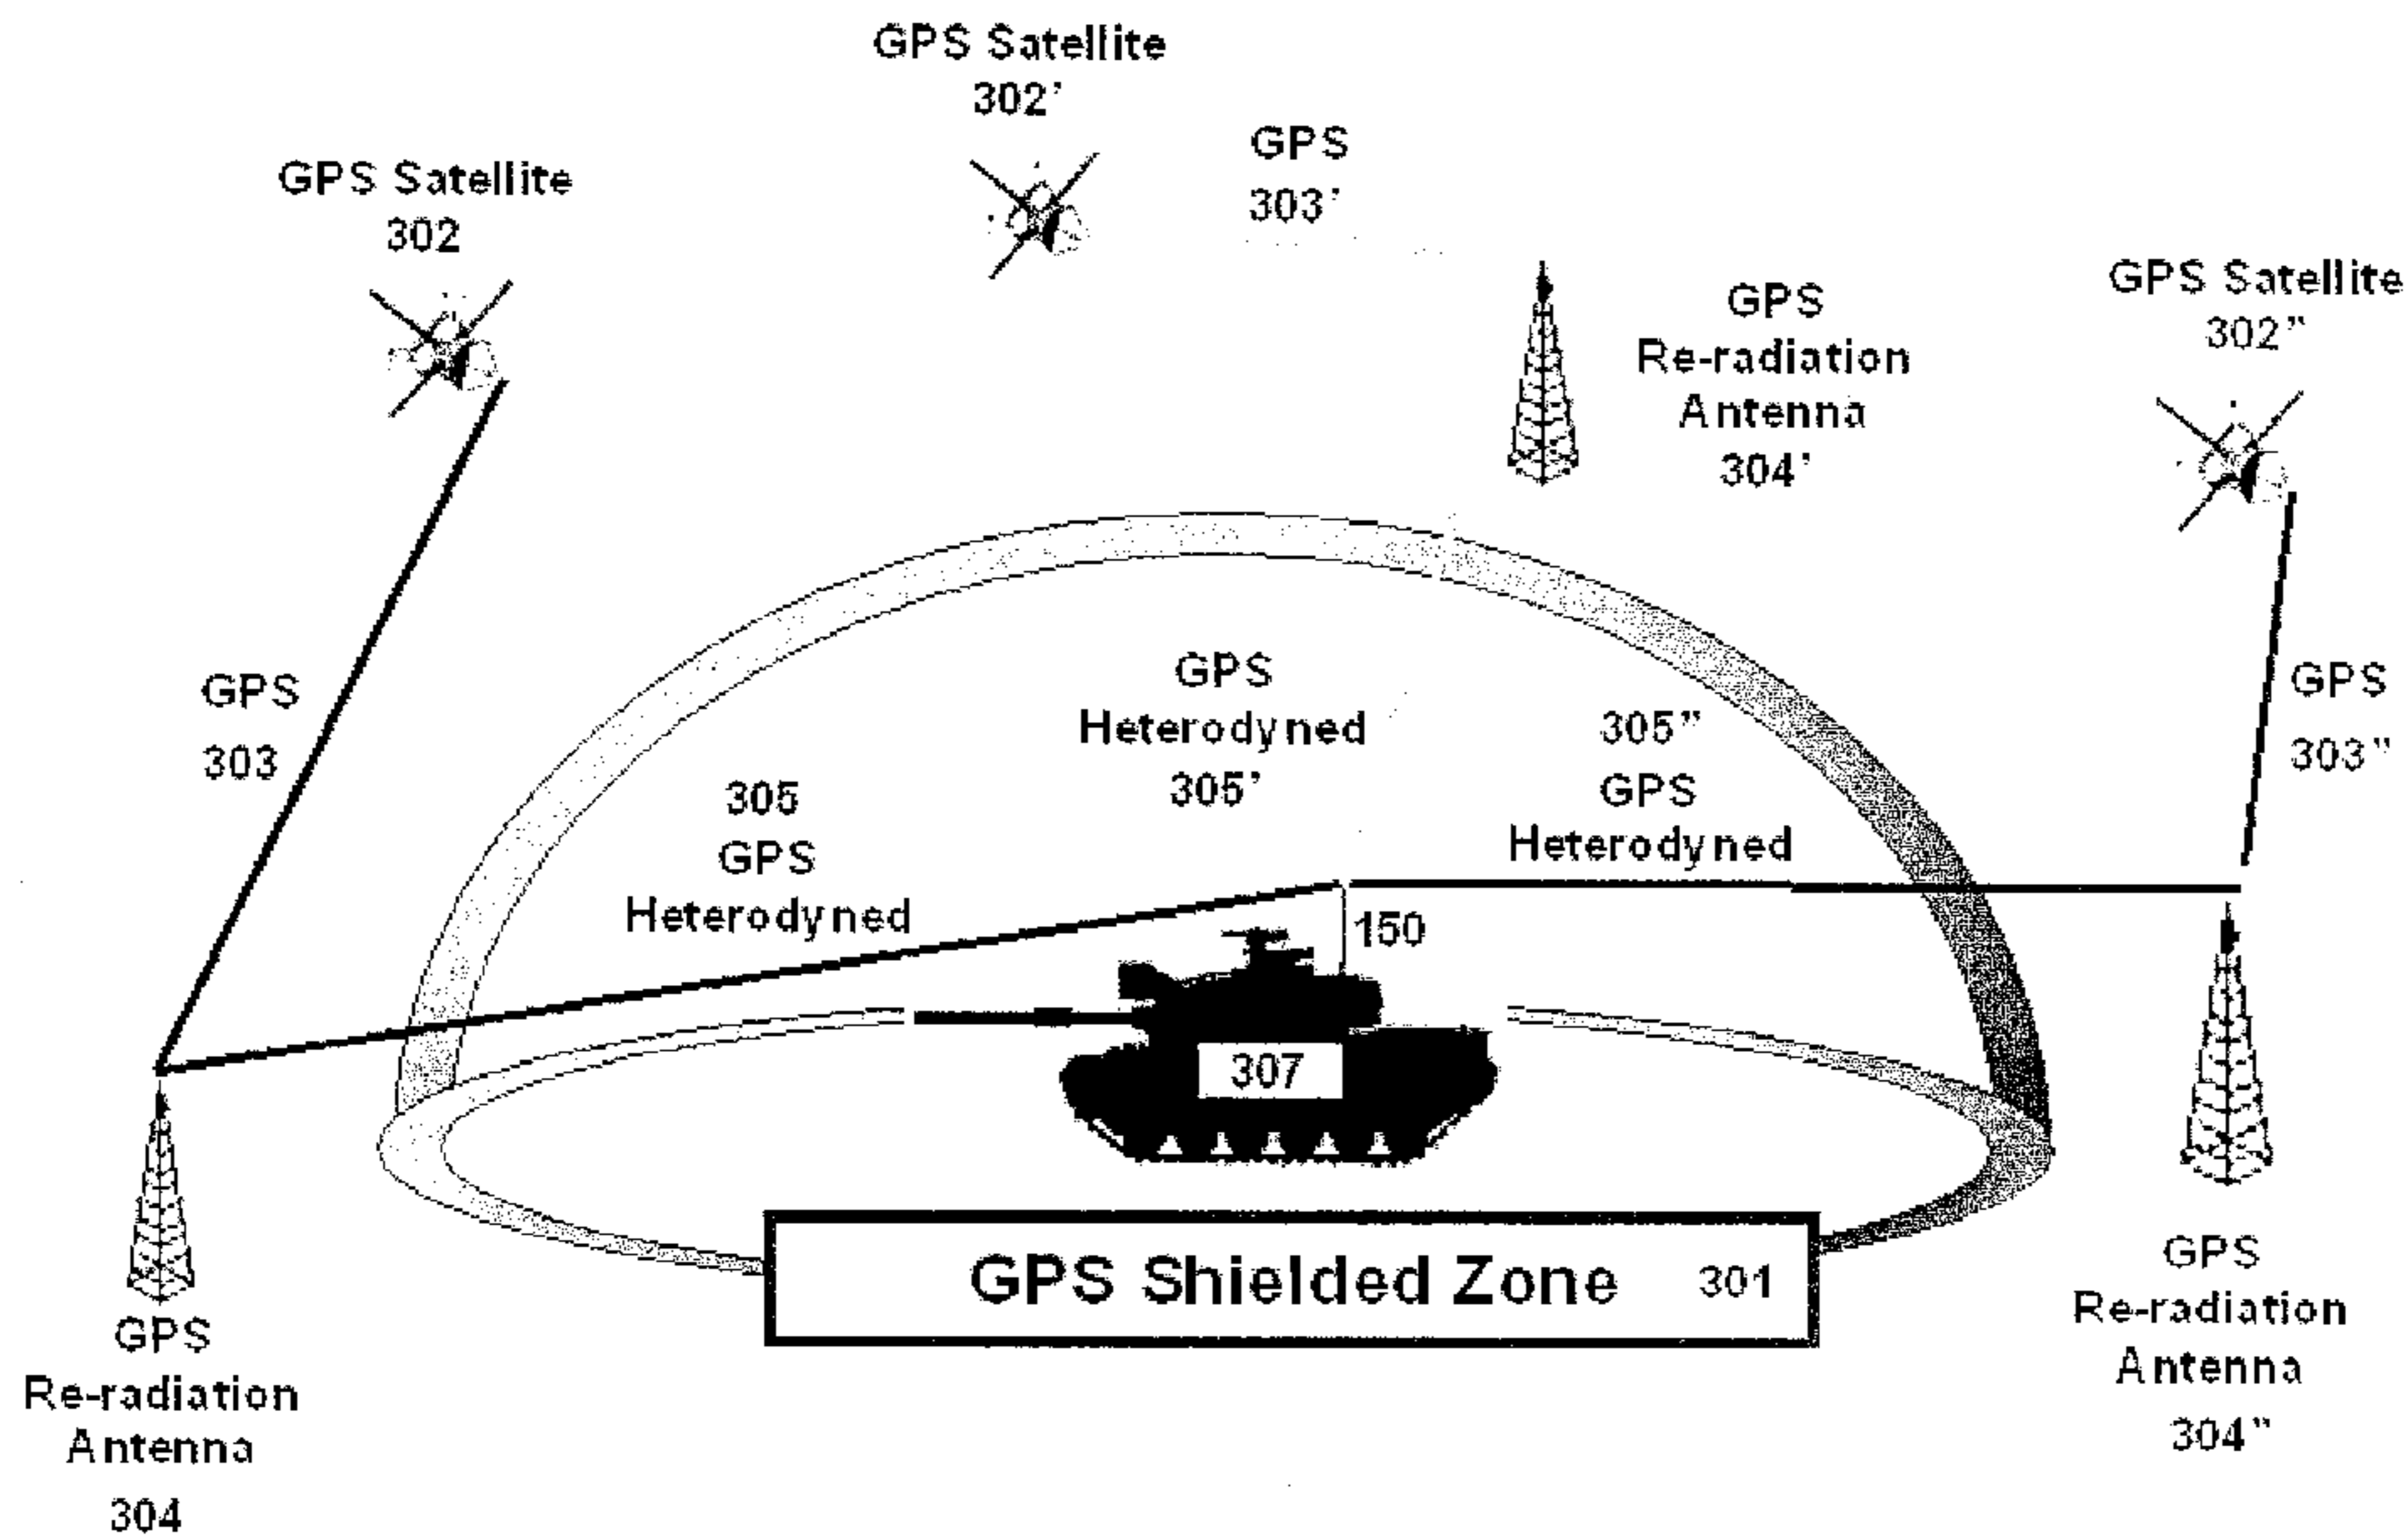 GPS Satellite
302’
GPS
303’
GPS Satellite
302
GPS Satellite
302”
GPS
Re-radiation
Antenna
304’
GPS
303
GPS
Heterodyned
305’
305”
GPS
Heterodyned
GPS
303”
305
GPS
Heterodyned
150
307
GPS Shielded Zone 301
GPS
Re-radiation
Antenna
304
GPS
Re-radiation
Antenna
304”